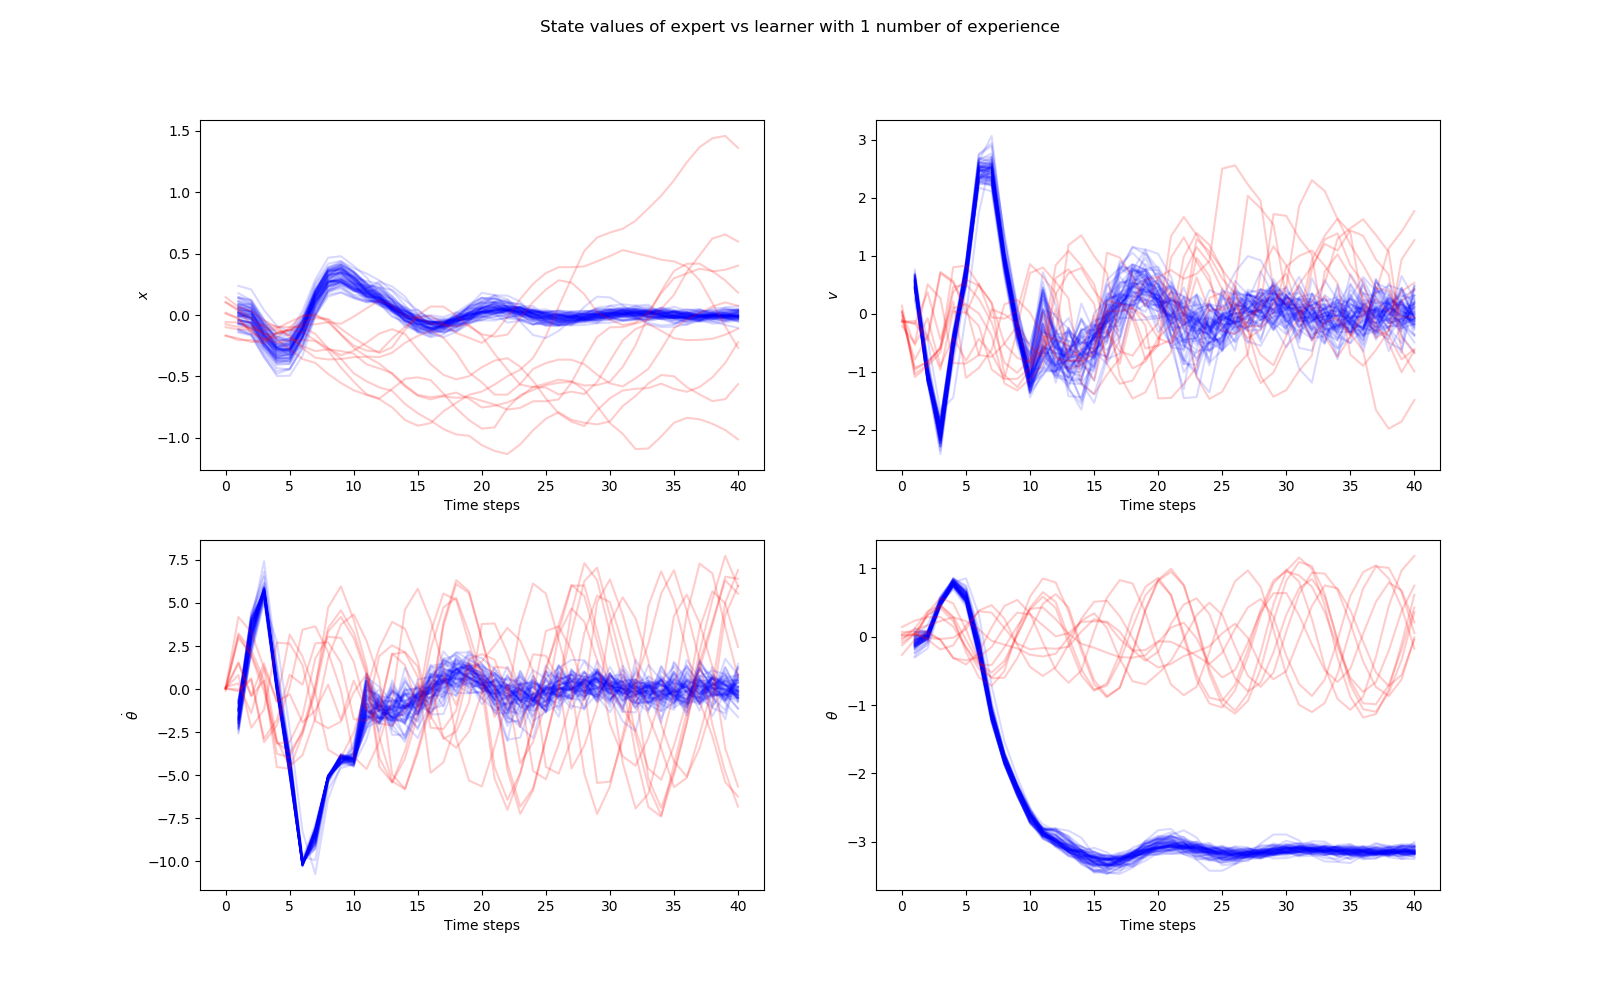 State values of expert vs learner with 1 number of experience
1.5
1.0
0.5
0.0
−0.5
−1.0
x
0 5 10 15 20 25 30 35 40
Time steps
3
2
1
0
−1
−2
v
0 5 10 15 20 25 30 35 40
Time steps
7.5
5.0
2.5
0.0
−2.5
−5.0
−7.5
−10.0
θ̇
0 5 10 15 20 25 30 35 40
Time steps
1
0
−1
−2
−3
θ
0 5 10 15 20 25 30 35 40
Time steps